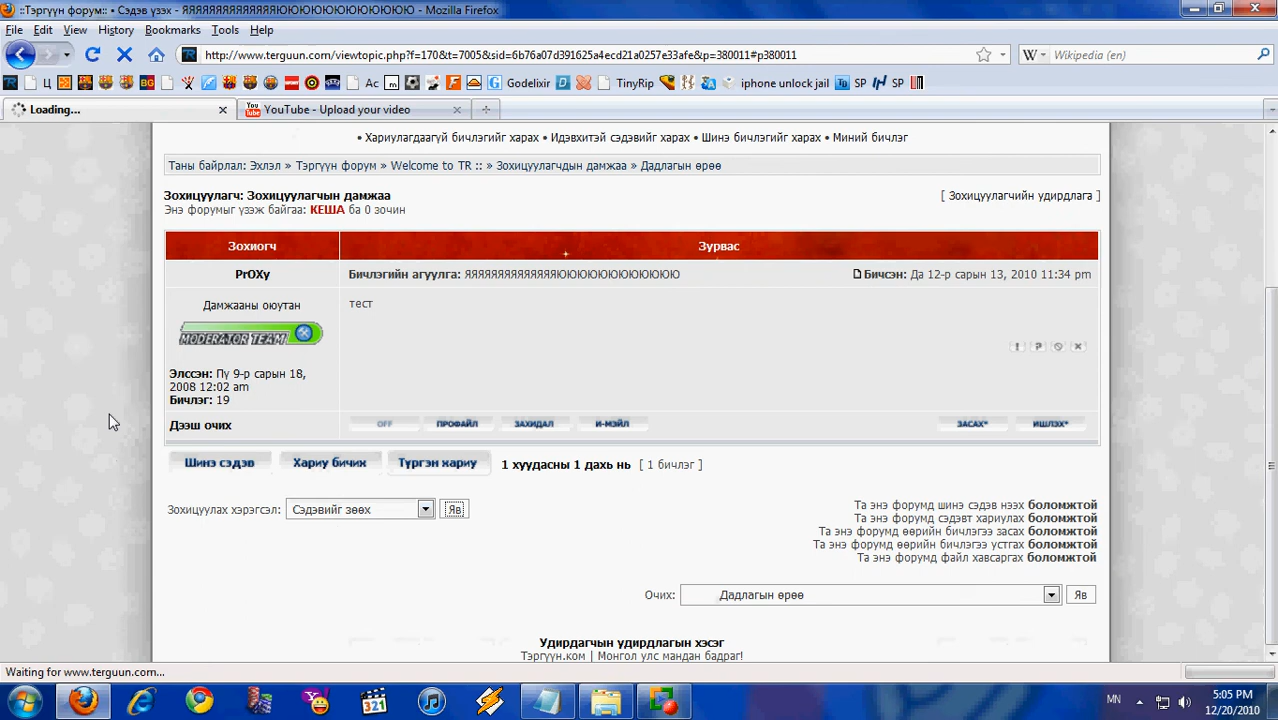 ::Тэргүүн форум:: • Сэдэв үзэх - ЯЯЯЯЯЯЯЯЯЯЯЯЯЯЮЮЮЮЮЮЮЮЮЮЮЮ - Mozilla Firefox
File Edit View History Bookmarks Tools Help
http://www.terguun.com/viewtopic.php?f=170&t=7005&sid=6b76a07d391625a4ecd21a0257e33afe&p=380011#p380011
Wikipedia (en)
Ц BG Ac Godelixir TinyRip iphone unlock jail SP SP
Loading...
YouTube - Upload your video
• Хариулагдаагүй бичлэгийг харах • Идэвхитэй сэдэвийг харах • Шинэ бичлэгийг харах • Миний бичлэг
Таны байрлал: Эхлэл » Тэргүүн форум » Welcome to TR :: » Зохицуулагчдын дамжаа » Дадлагын өрөө
Зохицуулагч: Зохицуулагчын дамжаа
[ Зохицуулагчийн удирдлага ]
Энэ форумыг үзэж байгаа: КЕША ба 0 зочин
Зохиогч
Зурвас
PrOXy
Бичлэгийн агуулга: ЯЯЯЯЯЯЯЯЯЯЯЯЯЯЮЮЮЮЮЮЮЮЮЮЮЮ
Бичсэн: Да 12-р сарын 13, 2010 11:34 pm
Дамжааны оюутан
тест
MODERATOR TEAM
Элссэн: Пү 9-р сарын 18,
2008 12:02 am
Бичлэг: 19
Дээш очих
OFF ПРОФАЙЛ ЗАХИДАЛ И-МЭЙЛ ЗАСАХ* ИШЛЭХ*
Шинэ сэдэв Хариу бичих Түргэн хариу 1 хуудасны 1 дахь нь [ 1 бичлэг ]
Зохицуулах хэрэгсэл: Сэдэвийг зөөх Яв
Та энэ форумд шинэ сэдэв нээх боломжтой
Та энэ форумд сэдэвт хариулах боломжтой
Та энэ форумд өөрийн бичлэгээ засах боломжтой
Та энэ форумд өөрийн бичлэгээ устгах боломжтой
Та энэ форумд файл хавсаргах боломжтой
Очих: Дадлагын өрөө Яв
Удирдагчын удирдлагын хэсэг
Тэргүүн.ком | Монгол улс мандан бадраг!
Waiting for www.terguun.com...
321
MN
5:05 PM
12/20/2010